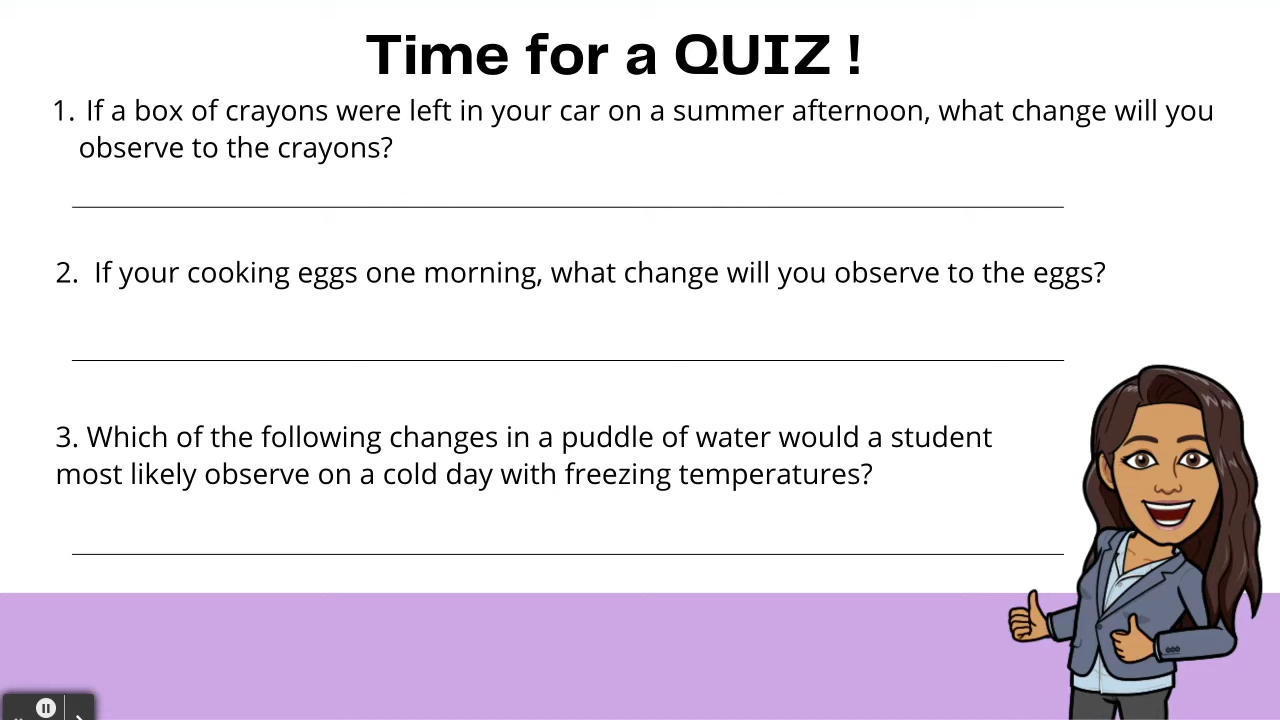 Time for a QUIZ !
1. If a box of crayons were left in your car on a summer afternoon, what change will you
observe to the crayons?
2. If your cooking eggs one morning, what change will you observe to the eggs?
3. Which of the following changes in a puddle of water would a student
most likely observe on a cold day with freezing temperatures?